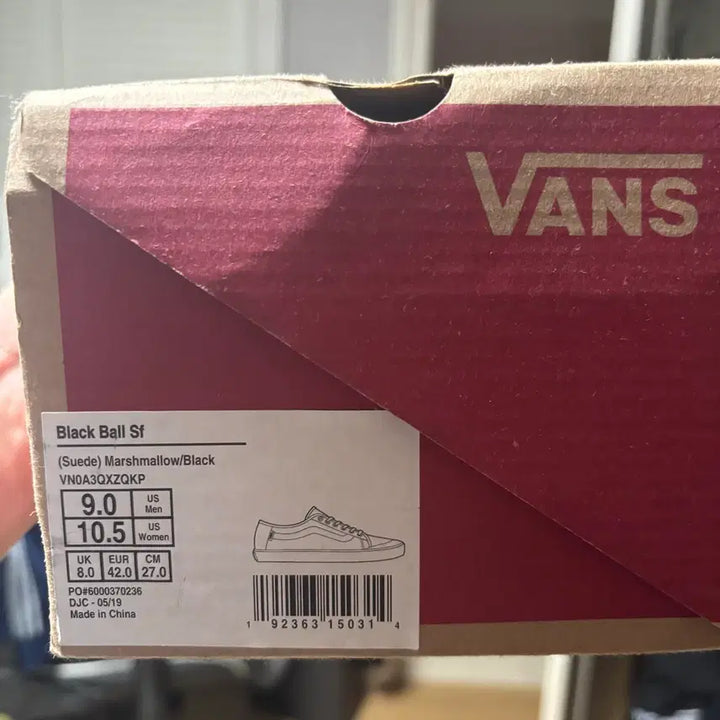 VANS
Black Ball Sf
(Suede) Marshmallow/Black
VN0A3QXZQKP
9.0 US Men
10.5 US Women
UK EUR CM
8.0 42.0 27.0
PO#6000370236
DJC - 05/19
Made in China
1 92363 15031 4